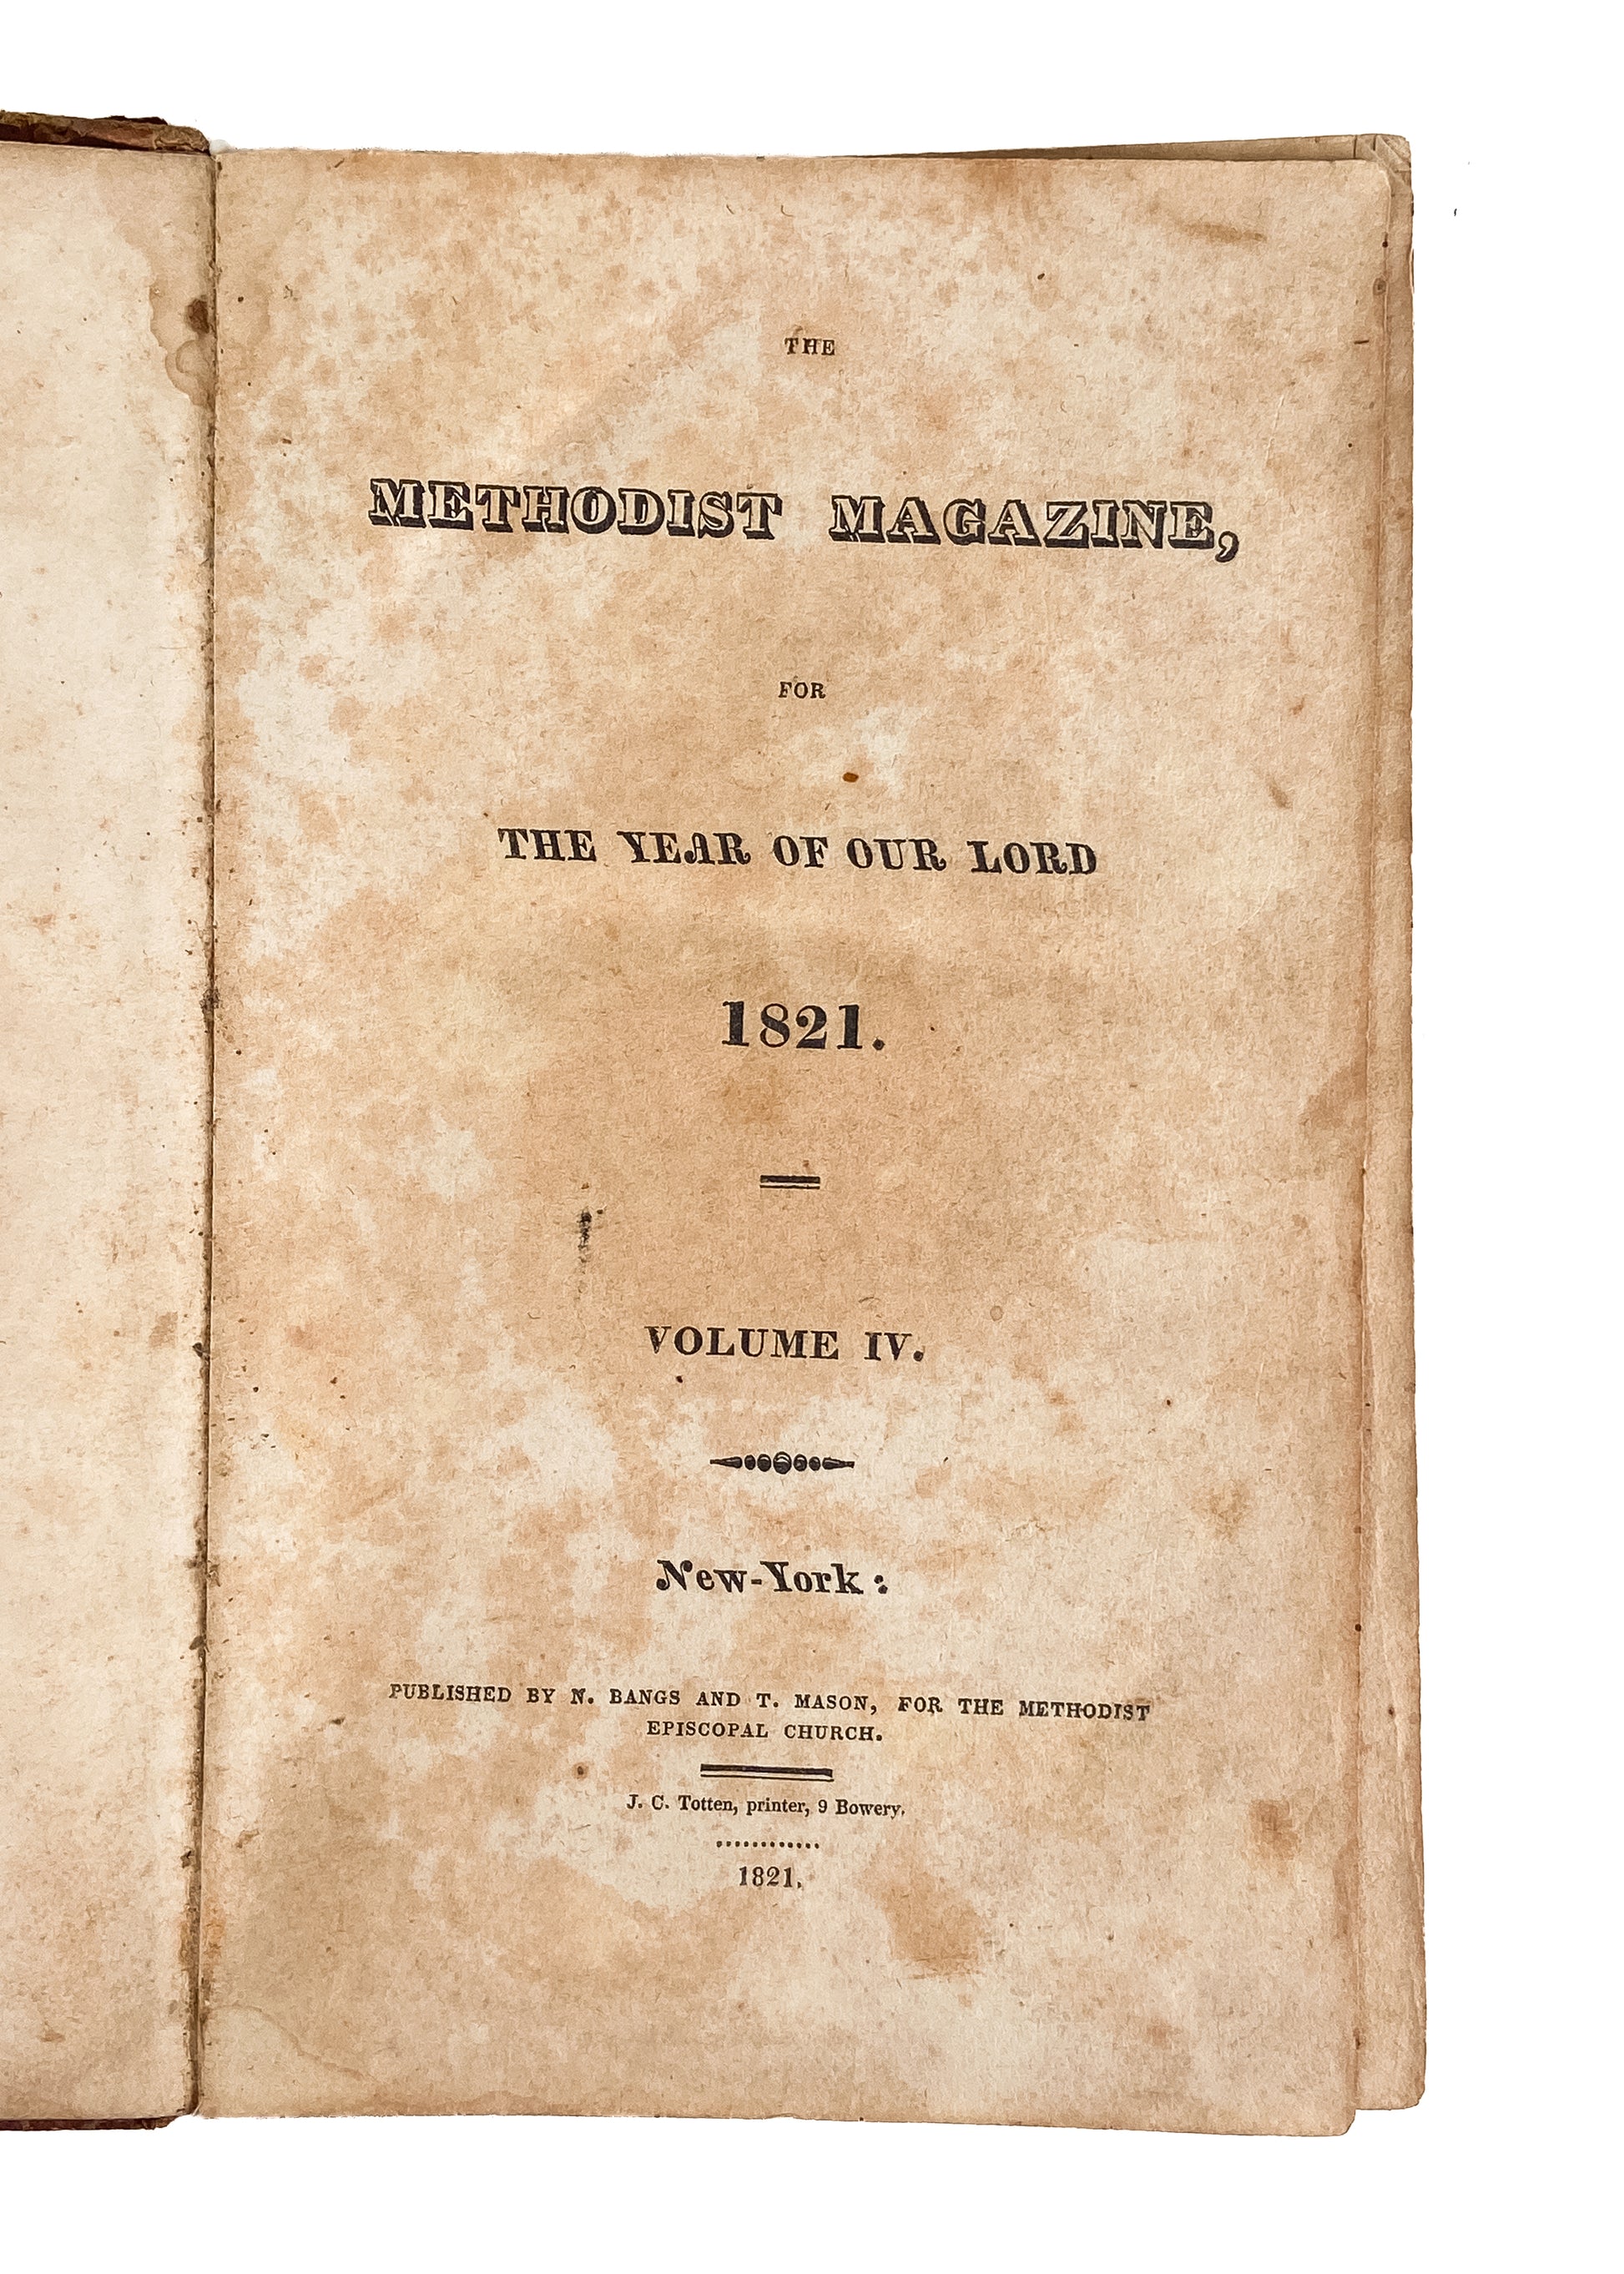 THE
METHODIST MAGAZINE,
FOR
THE YEAR OF OUR LORD
1821.
VOLUME IV.
New-York:
PUBLISHED BY N. BANGS AND T. MASON, FOR THE METHODIST
EPISCOPAL CHURCH.
J. C. Totten, printer, 9 Bowery.
1821.